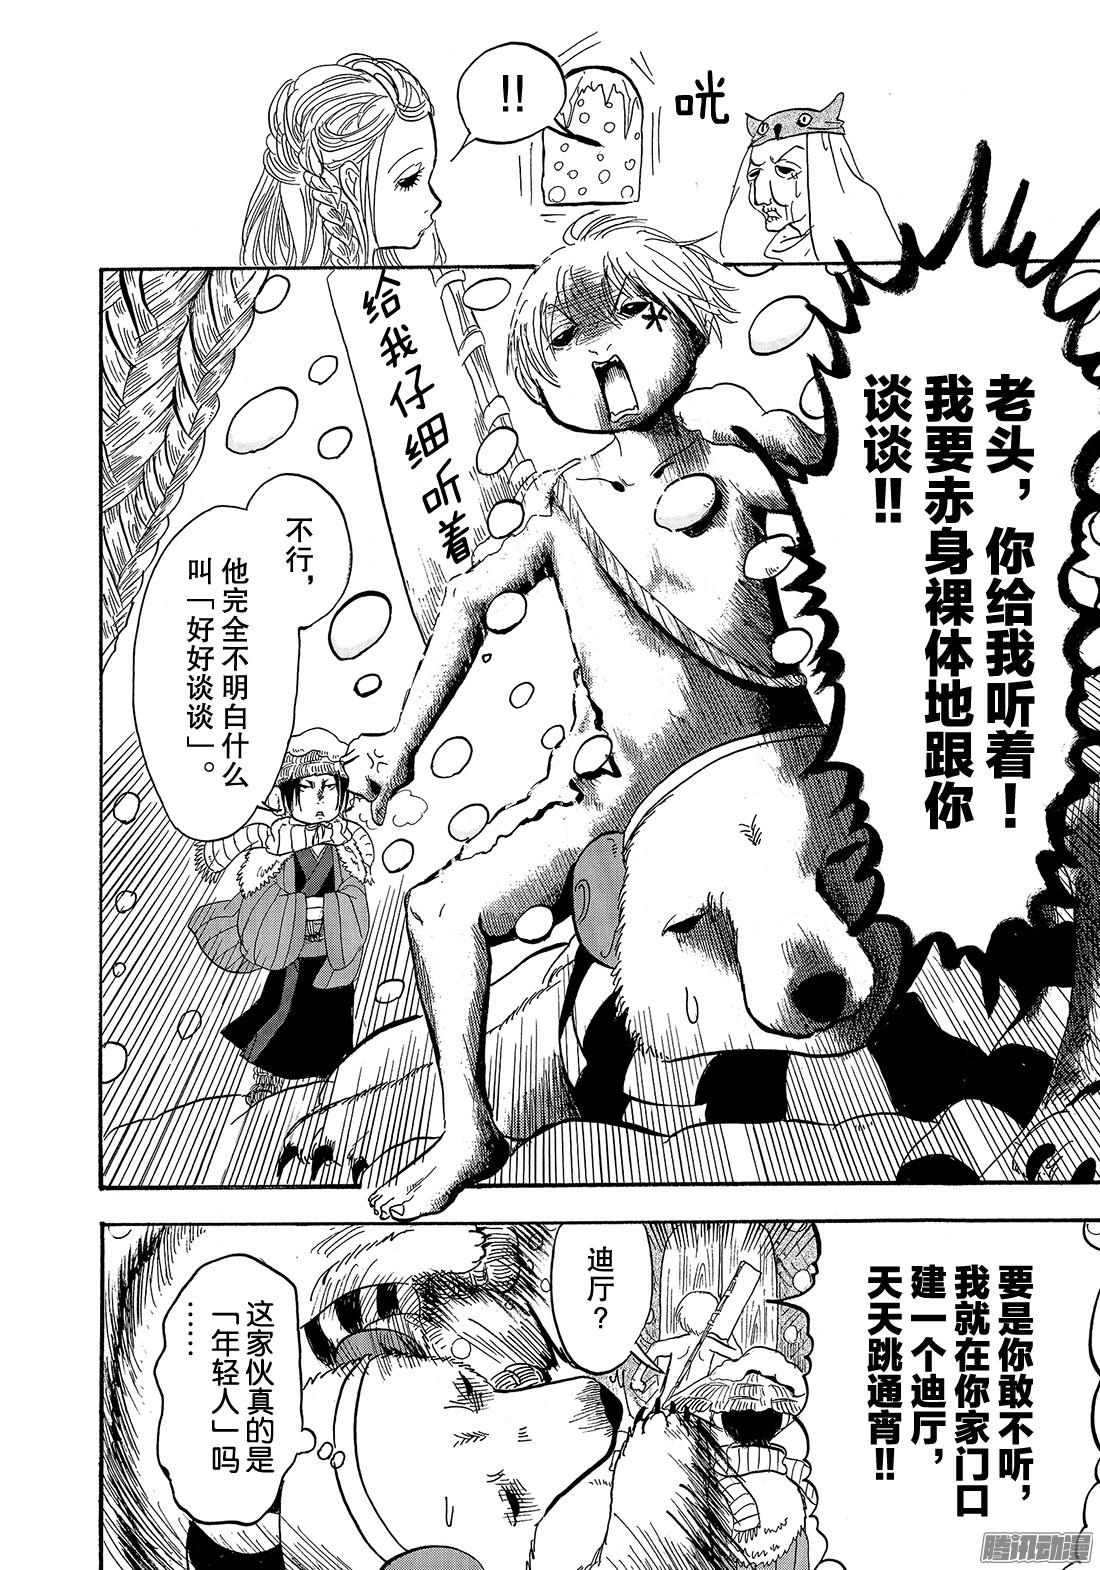 咣
!!
老头，你给我听着！
我要赤身裸体地跟你
谈谈!!
给我仔细听着
不行，
他完全不明白什么
叫「好好谈谈」。
要是你敢不听，
我就在你家门口
建一个迪厅，
天天跳通宵!!
迪厅？
这家伙真的是
「年轻人」吗
……
腾讯动漫